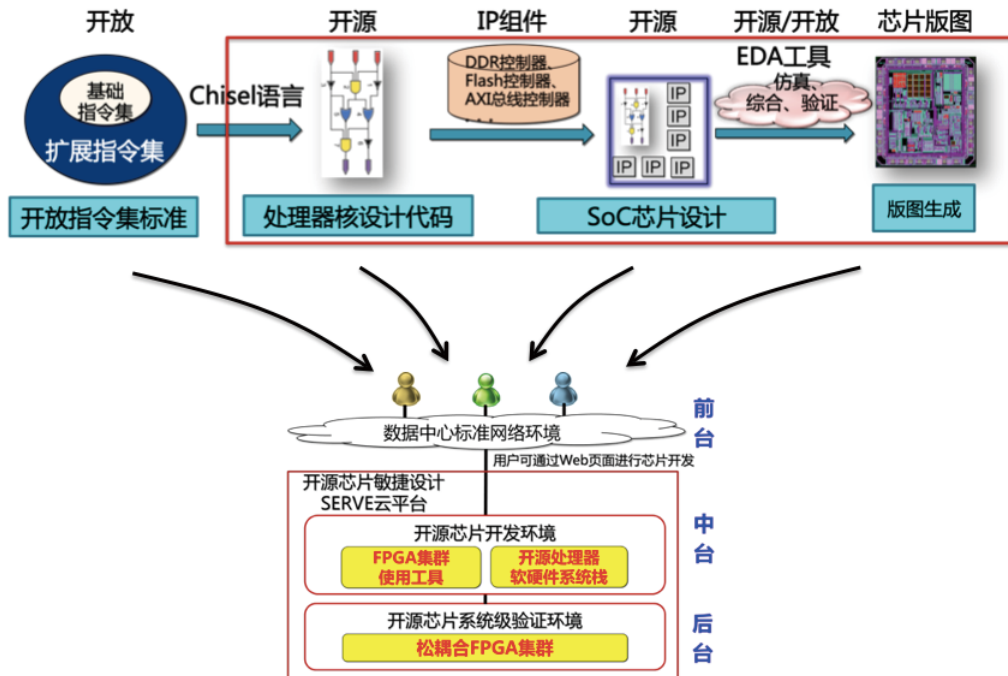 开放
开源
IP组件
开源
开源/开放
芯片版图
基础
指令集
扩展指令集
Chisel语言
DDR控制器、
Flash控制器、
AXI总线控制器
IP
IP
IP
IP IP IP
EDA工具
仿真、
综合、验证
开放指令集标准
处理器核设计代码
SoC芯片设计
版图生成
数据中心标准网络环境
前
台
用户可通过Web页面进行芯片开发
开源芯片敏捷设计
SERVE云平台
开源芯片开发环境
FPGA集群
使用工具
开源处理器
软硬件系统栈
中
台
开源芯片系统级验证环境
松耦合FPGA集群
后
台